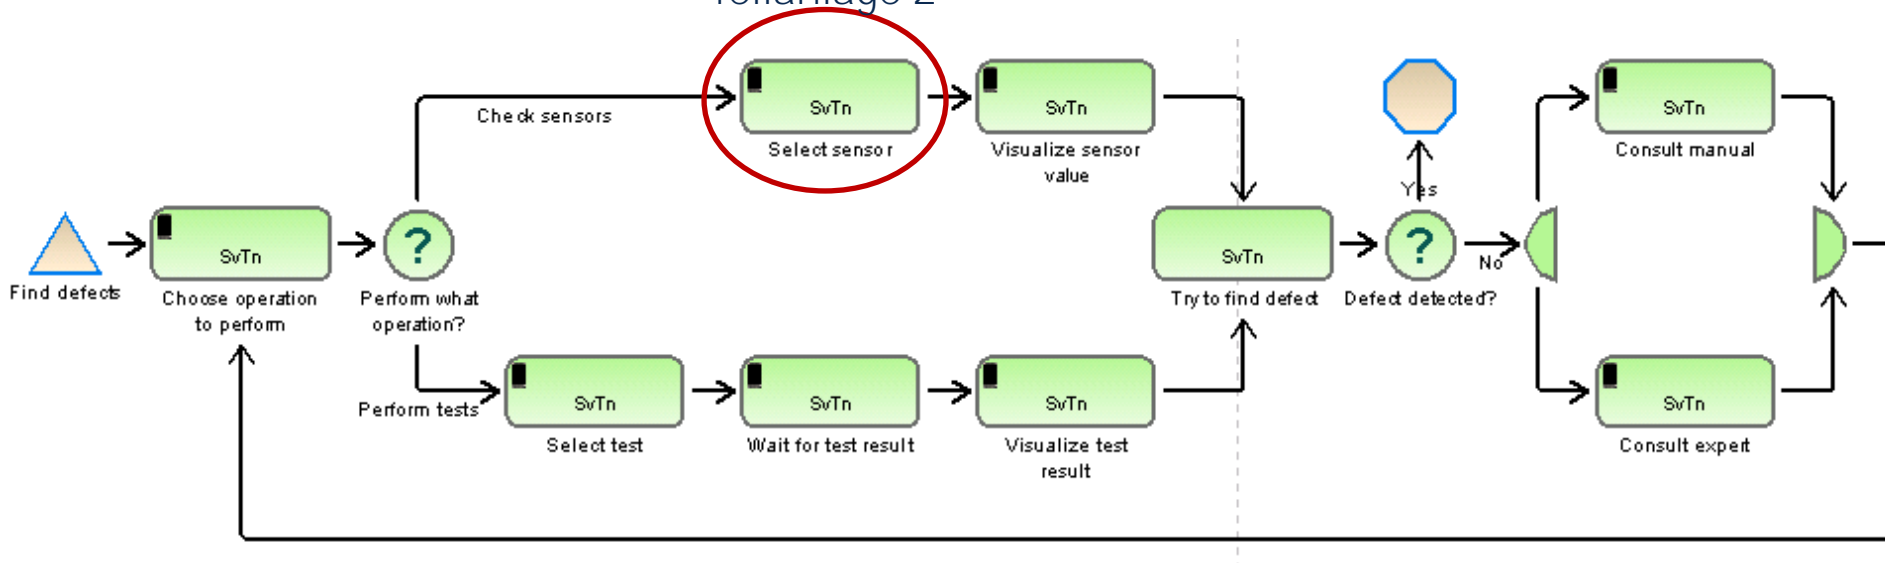 SvTn
SvTn
SvTn
Check sensors
Select sensor
Visualize sensor
value
Consult manual
Yes
Find defects
SvTn
Choose operation
to perform
?
Perform what
operation?
SvTn
Try to find defect
?
Defect detected?
No
Perform tests
SvTn
Select test
SvTn
Wait for test result
SvTn
Visualize test
result
SvTn
Consult expert